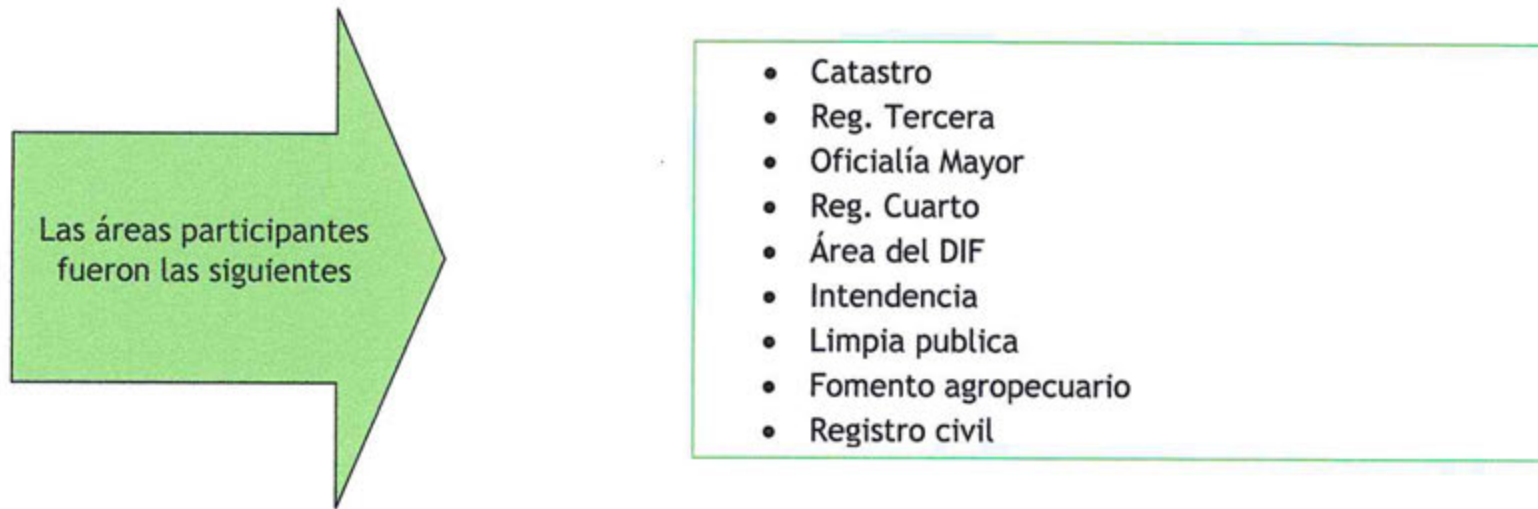 Las áreas participantes
fueron las siguientes
• Catastro
• Reg. Tercera
• Oficialía Mayor
• Reg. Cuarto
• Área del DIF
• Intendencia
• Limpia publica
• Fomento agropecuario
• Registro civil